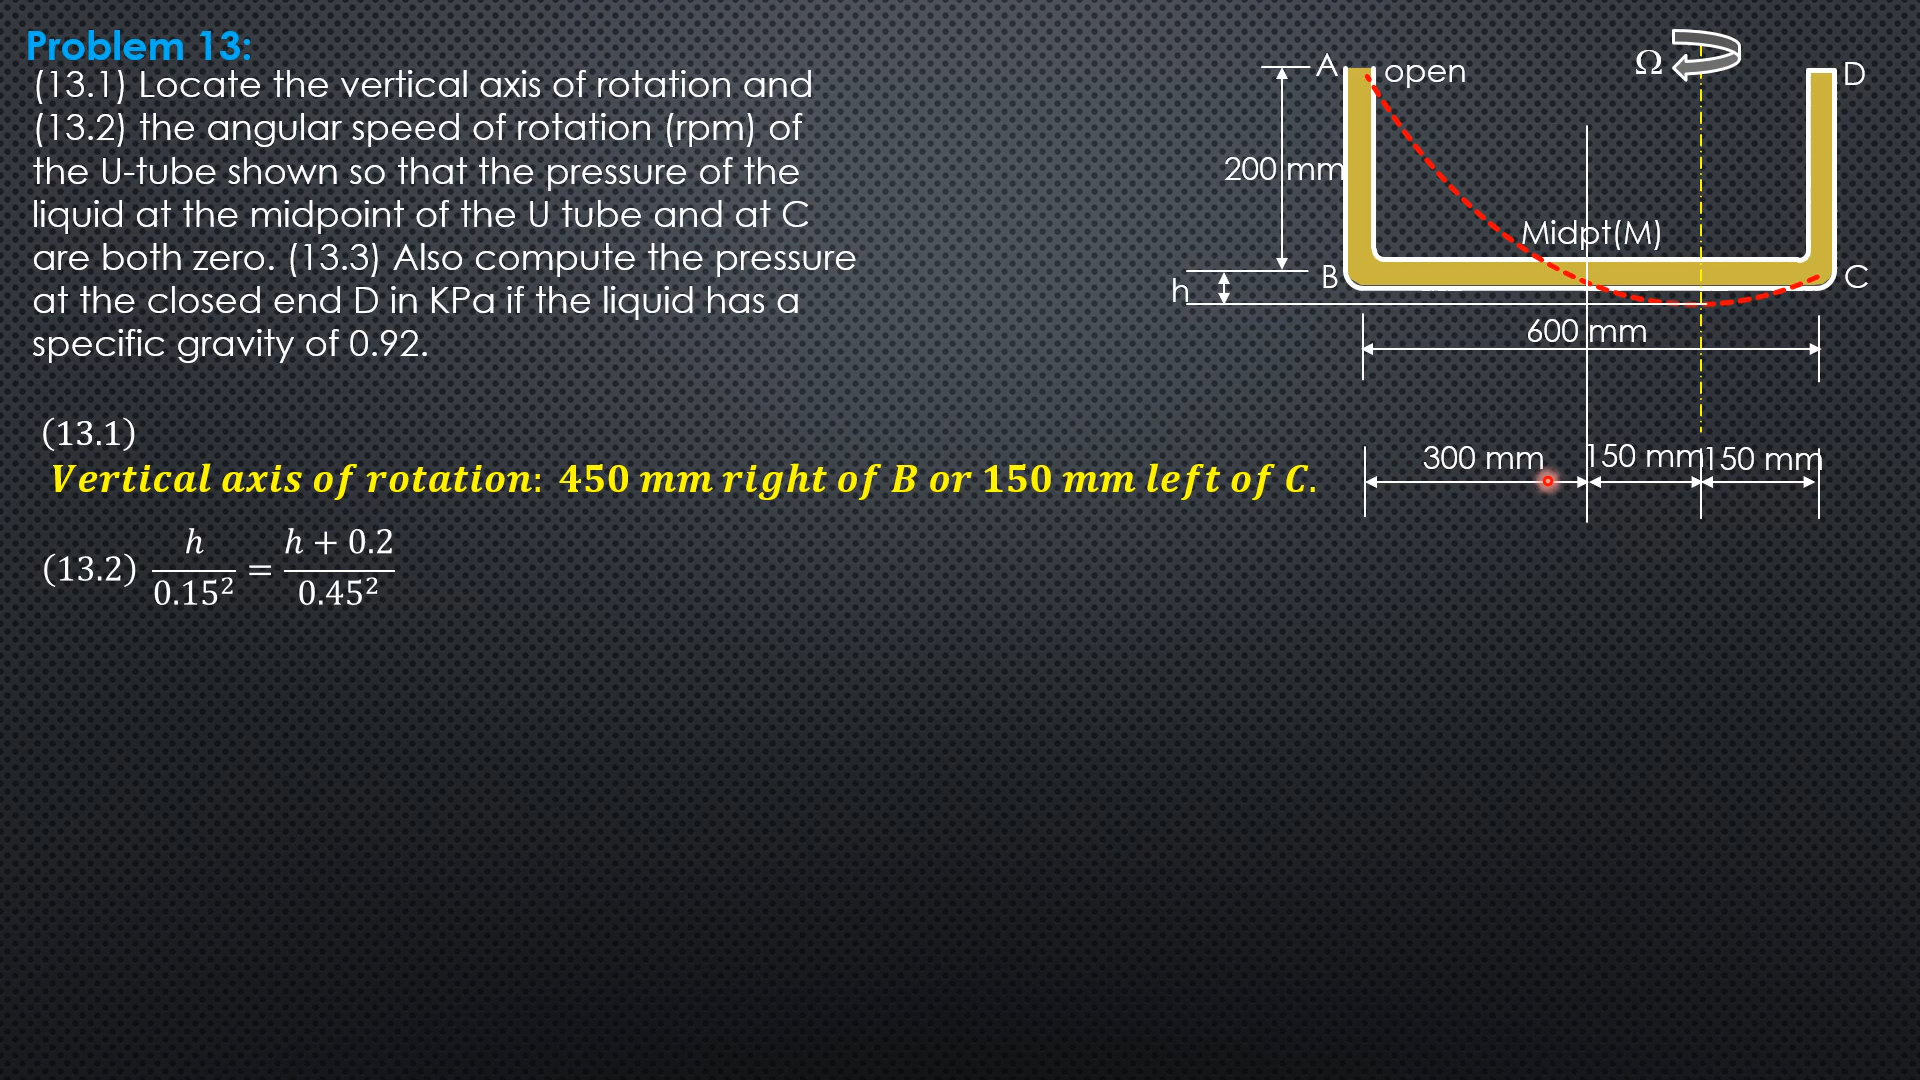 Problem 13:
(13.1) Locate the vertical axis of rotation and
(13.2) the angular speed of rotation (rpm) of
the U-tube shown so that the pressure of the
liquid at the midpoint of the U tube and at C
are both zero. (13.3) Also compute the pressure
at the closed end D in KPa if the liquid has a
specific gravity of 0.92.
Ω
A open D
200 mm
Midpt(M)
B C
h
600 mm
300 mm 150 mm 150 mm
(13.1)
Vertical axis of rotation: 450 mm right of B or 150 mm left of C.
(13.2) h/0.15² = (h + 0.2)/0.45²